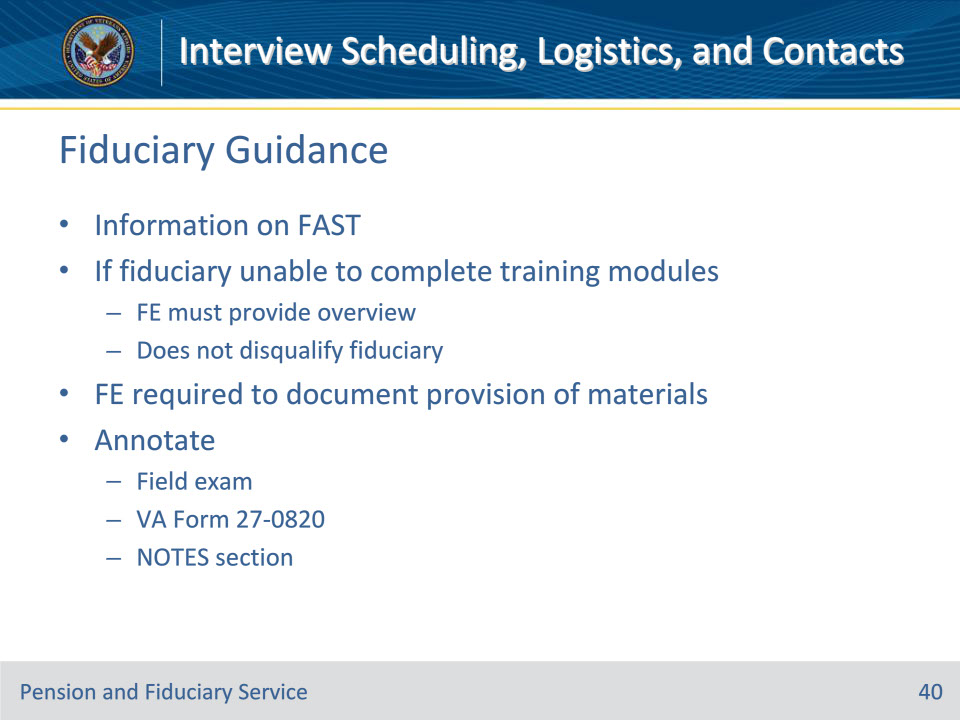 Interview Scheduling, Logistics, and Contacts
Fiduciary Guidance
• Information on FAST
• If fiduciary unable to complete training modules
– FE must provide overview
– Does not disqualify fiduciary
• FE required to document provision of materials
• Annotate
– Field exam
– VA Form 27-0820
– NOTES section
Pension and Fiduciary Service
40